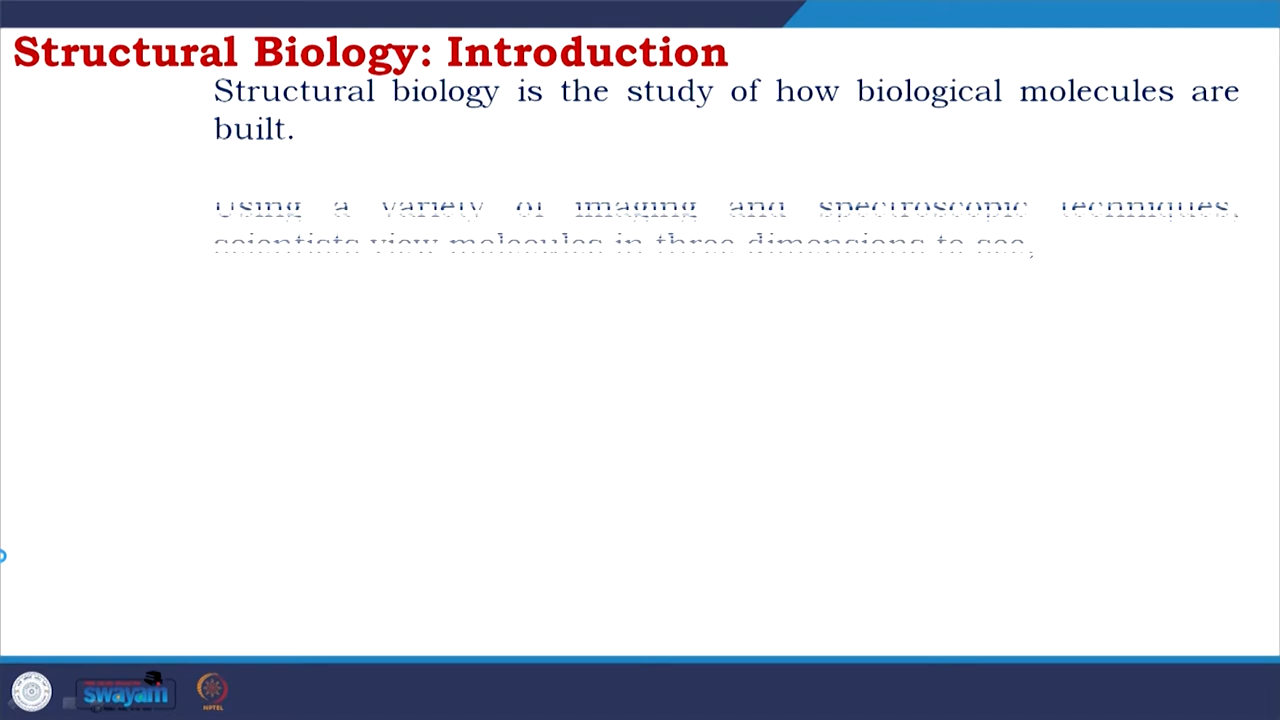 Structural Biology: Introduction
Structural biology is the study of how biological molecules are
built.
Using a variety of imaging and spectroscopic techniques,
scientists view molecules in three dimensions to see,
swayam
NPTEL